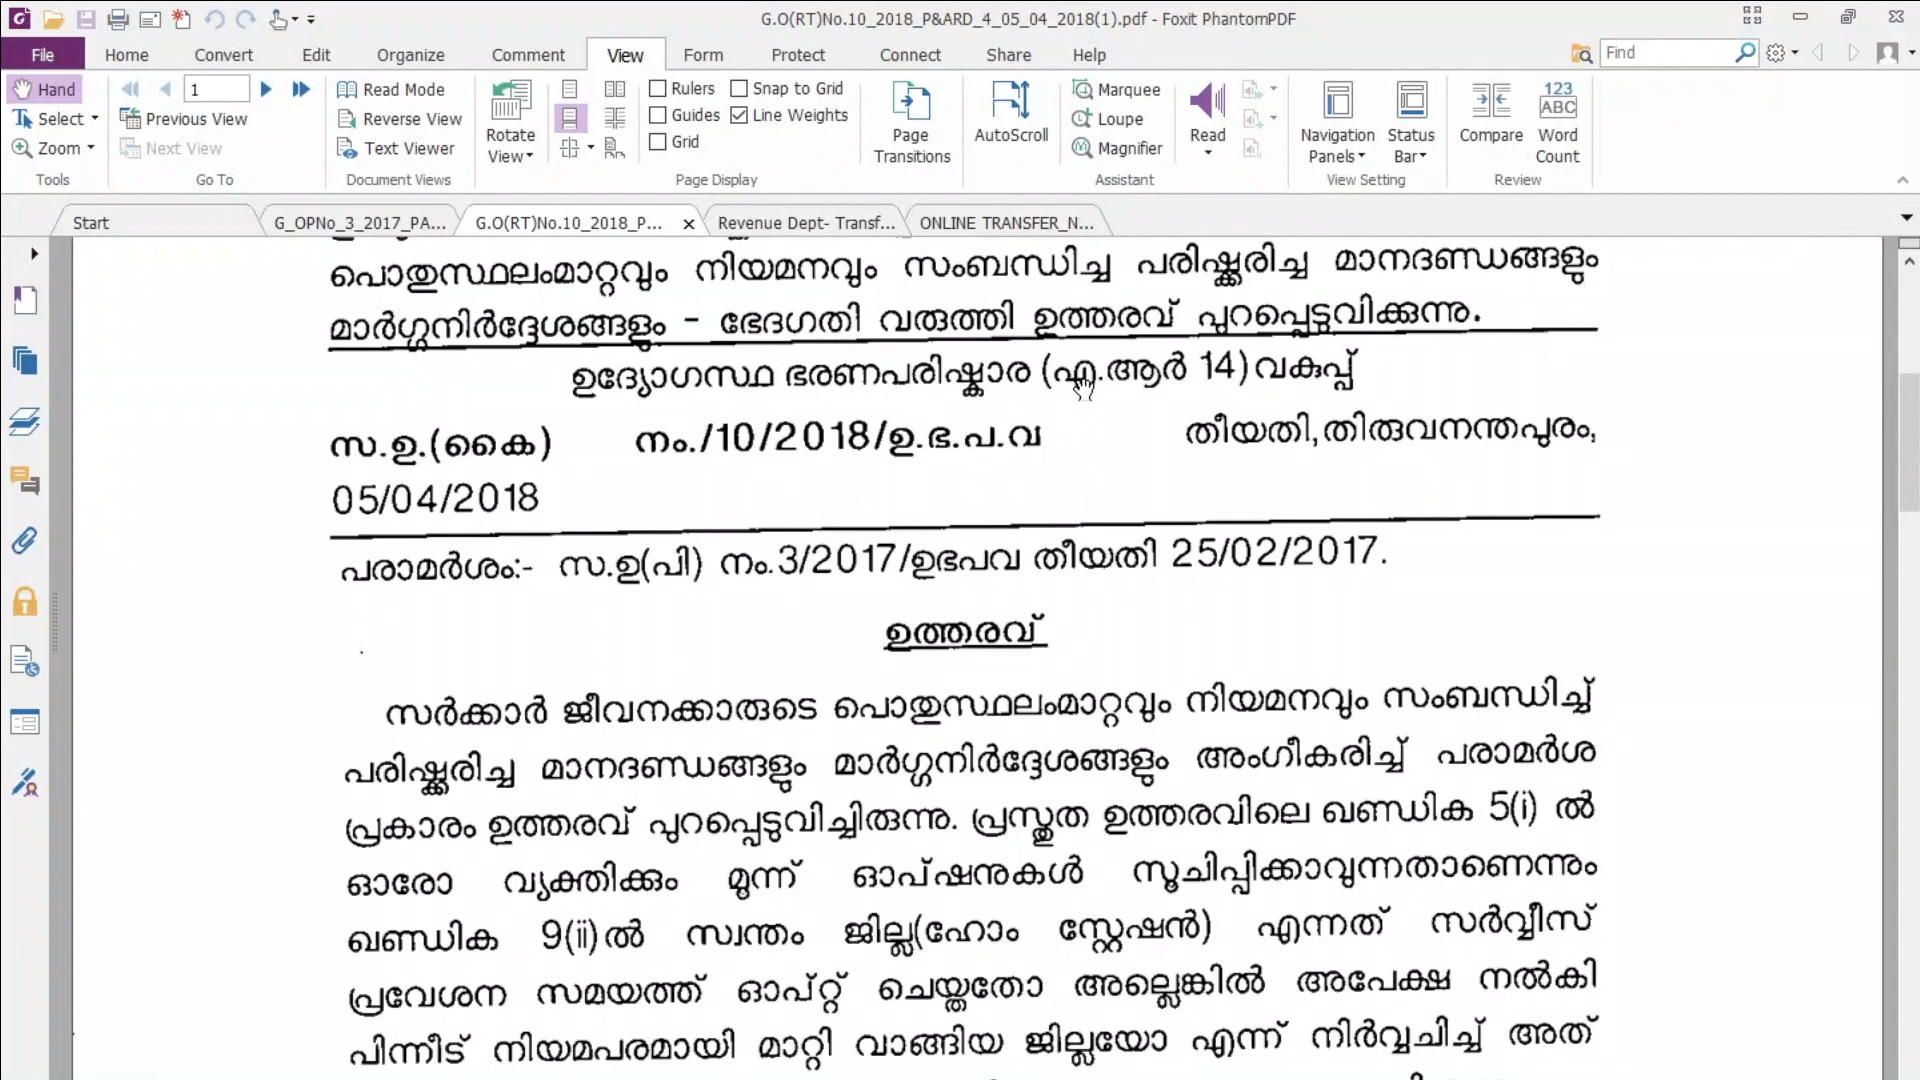 G.O(RT)No.10_2018_P&ARD_4_05_04_2018(1).pdf - Foxit PhantomPDF
File Home Convert Edit Organize Comment View Form Protect Connect Share Help Find
Hand 1 Read Mode Rulers Snap to Grid Marquee
Select Previous View Reverse View Guides Line Weights Loupe
Zoom Next View Text Viewer Grid Magnifier
Rotate View Page Transitions AutoScroll Read Navigation Panels Status Bar Compare 123 ABC Word Count
Tools Go To Document Views Page Display Assistant View Setting Review
Start G_OPNo_3_2017_PA... G.O(RT)No.10_2018_P... Revenue Dept- Transf... ONLINE TRANSFER_N...
പൊതുസ്ഥലംമാറ്റവും നിയമനവും സംബന്ധിച്ച പരിഷ്ക്കരിച്ച മാനദണ്ഡങ്ങളും
മാർഗ്ഗനിർദ്ദേശങ്ങളും - ഭേദഗതി വരുത്തി ഉത്തരവ് പുറപ്പെടുവിക്കുന്നു.
ഉദ്യോഗസ്ഥ ഭരണപരിഷ്കാര (എ.ആർ 14) വകുപ്പ്
സ.ഉ.(കൈ) നം./10/2018/ഉ.ഭ.പ.വ തീയതി,തിരുവനന്തപുരം,
05/04/2018
പരാമർശം:- സ.ഉ(പി) നം.3/2017/ഉഭപവ തീയതി 25/02/2017.
ഉത്തരവ്
സർക്കാർ ജീവനക്കാരുടെ പൊതുസ്ഥലംമാറ്റവും നിയമനവും സംബന്ധിച്ച്
പരിഷ്ക്കരിച്ച മാനദണ്ഡങ്ങളും മാർഗ്ഗനിർദ്ദേശങ്ങളും അംഗീകരിച്ച് പരാമർശ
പ്രകാരം ഉത്തരവ് പുറപ്പെടുവിച്ചിരുന്നു. പ്രസ്തുത ഉത്തരവിലെ ഖണ്ഡിക 5(i) ൽ
ഓരോ വ്യക്തിക്കും മൂന്ന് ഓപ്ഷനുകൾ സൂചിപ്പിക്കാവുന്നതാണെന്നും
ഖണ്ഡിക 9(ii)ൽ സ്വന്തം ജില്ല(ഹോം സ്റ്റേഷൻ) എന്നത് സർവ്വീസ്
പ്രവേശന സമയത്ത് ഓപ്റ്റ് ചെയ്തതോ അല്ലെങ്കിൽ അപേക്ഷ നൽകി
പിന്നീട് നിയമപരമായി മാറ്റി വാങ്ങിയ ജില്ലയോ എന്ന് നിർവ്വചിച്ച് അത്